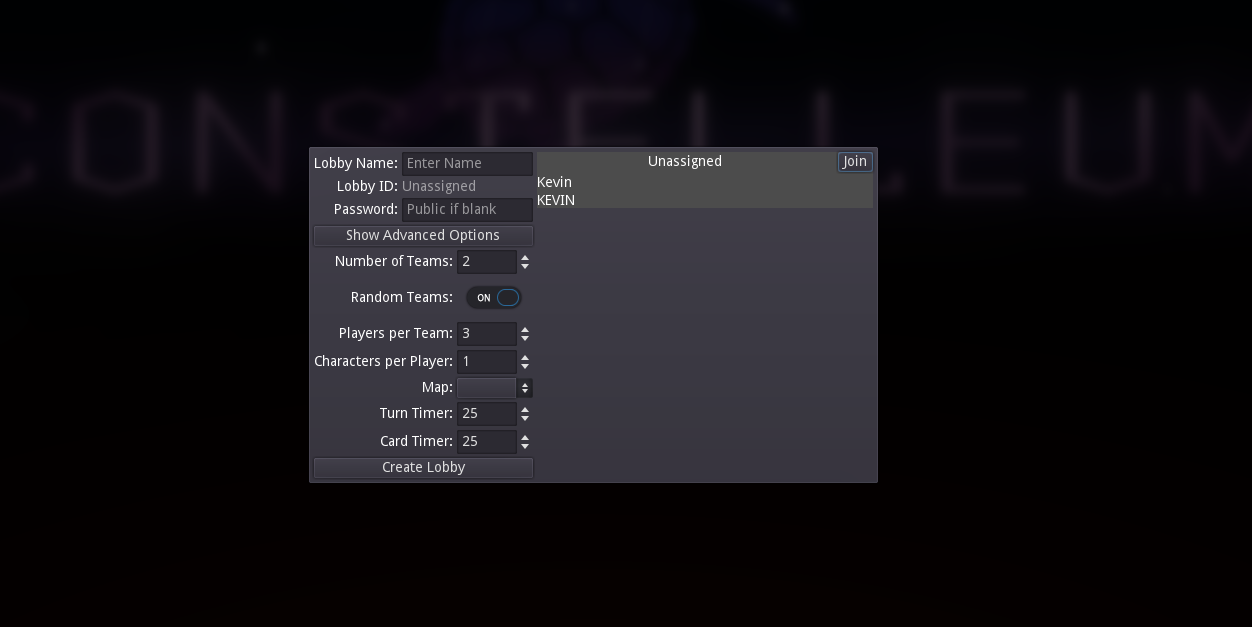 CONSTELLEUM
Lobby Name: Enter Name
Lobby ID: Unassigned
Password: Public if blank
Show Advanced Options
Number of Teams: 2
Random Teams: ON
Players per Team: 3
Characters per Player: 1
Map:
Turn Timer: 25
Card Timer: 25
Create Lobby
Unassigned Join
Kevin
KEVIN